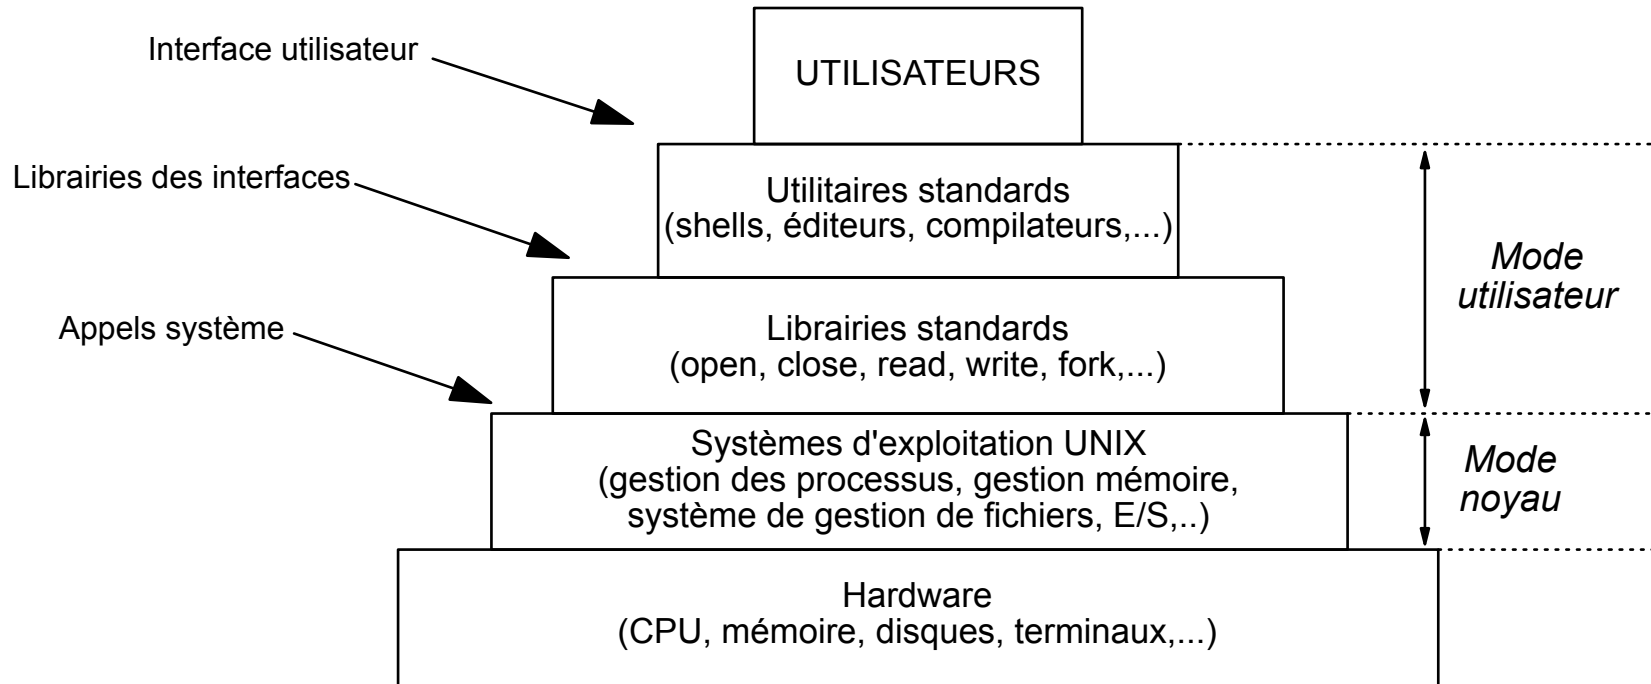 Interface utilisateur
UTILISATEURS
Librairies des interfaces
Utilitaires standards
(shells, éditeurs, compilateurs,...)
Mode
utilisateur
Appels système
Librairies standards
(open, close, read, write, fork,...)
Systèmes d'exploitation UNIX
(gestion des processus, gestion mémoire,
système de gestion de fichiers, E/S,..)
Mode
noyau
Hardware
(CPU, mémoire, disques, terminaux,...)